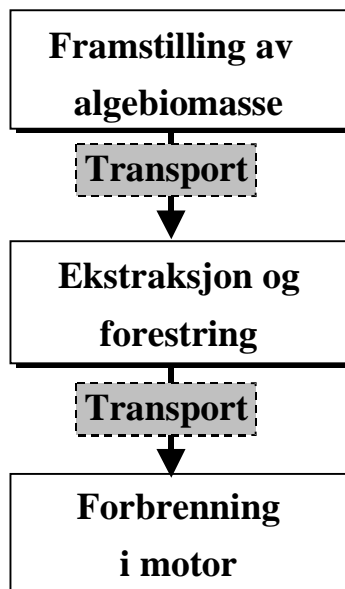 Framstilling av
algebiomasse
Transport
Ekstraksjon og
forestring
Transport
Forbrenning
i motor